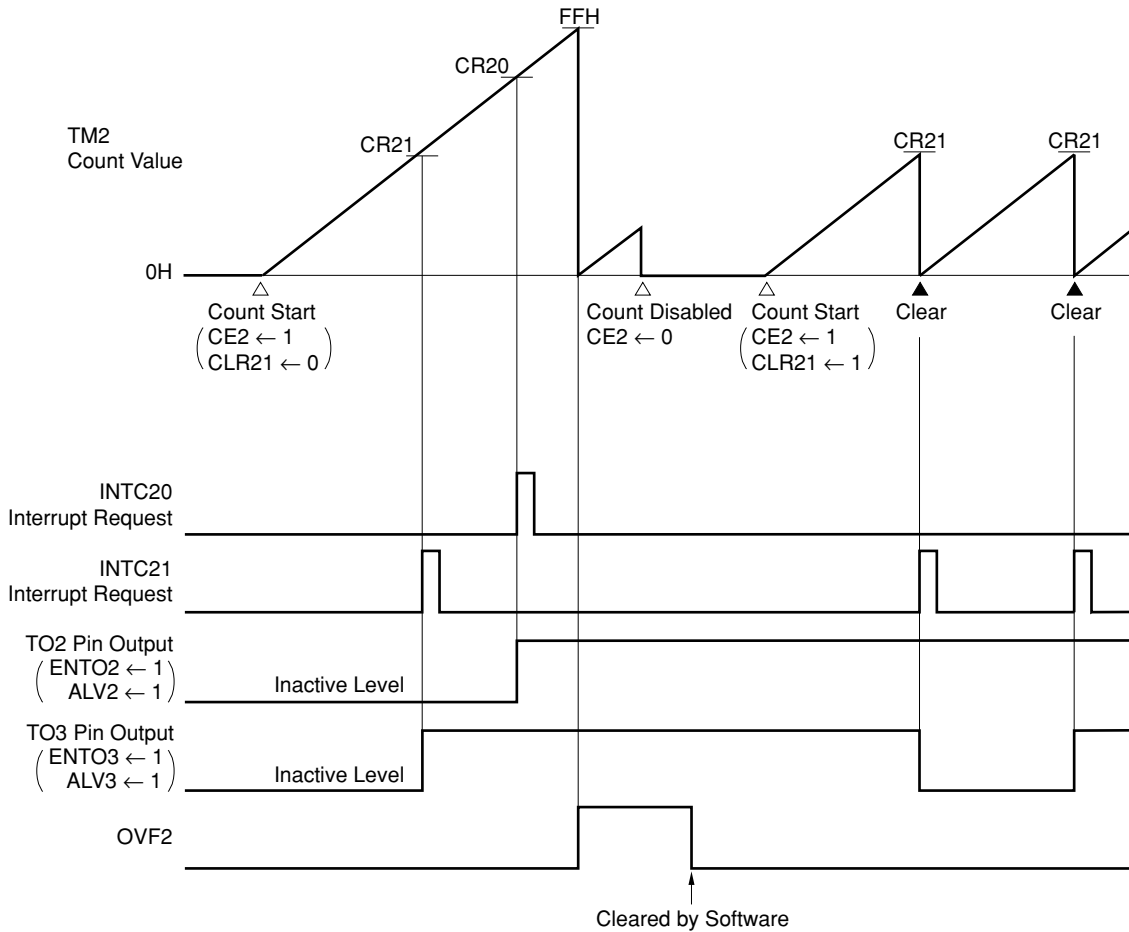 FFH
CR20
TM2
Count Value
CR21
CR21
CR21
0H
Count Start
( CE2 ← 1
CLR21 ← 0 )
Count Disabled
CE2 ← 0
Count Start
( CE2 ← 1
CLR21 ← 1 )
Clear
Clear
INTC20
Interrupt Request
INTC21
Interrupt Request
TO2 Pin Output
( ENTO2 ← 1
ALV2 ← 1 )
Inactive Level
TO3 Pin Output
( ENTO3 ← 1
ALV3 ← 1 )
Inactive Level
OVF2
Cleared by Software